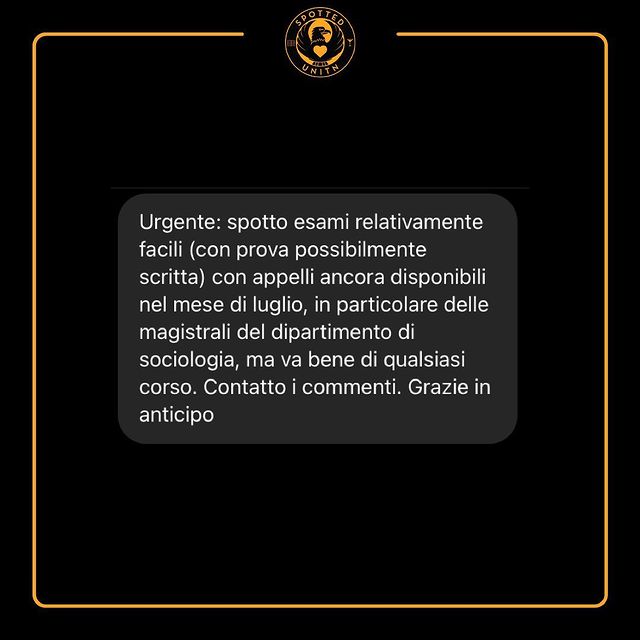 SPOTTED
UNITN
Urgente: spotto esami relativamente
facili (con prova possibilmente
scritta) con appelli ancora disponibili
nel mese di luglio, in particolare delle
magistrali del dipartimento di
sociologia, ma va bene di qualsiasi
corso. Contatto i commenti. Grazie in
anticipo